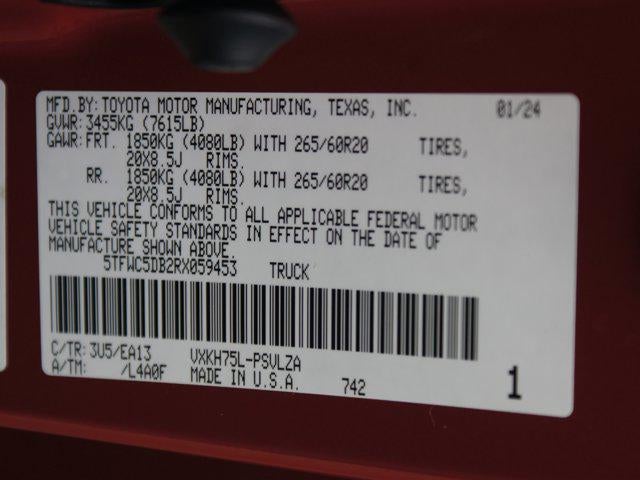 MFD.BY: TOYOTA MOTOR MANUFACTURING, TEXAS, INC. 01/24
GVWR: 3455KG (7615LB)
GAWR: FRT. 1850KG (4080LB) WITH 265/60R20 TIRES,
20X8.5J RIMS.
RR. 1850KG (4080LB) WITH 265/60R20 TIRES,
20X8.5J RIMS.
THIS VEHICLE CONFORMS TO ALL APPLICABLE FEDERAL MOTOR
VEHICLE SAFETY STANDARDS IN EFFECT ON THE DATE OF
MANUFACTURE SHOWN ABOVE.
5TFWC5DB2RX059453 TRUCK
C/TR: 3U5/EA13 VXKH75L-PSVLZA
A/TM: /L4A0F MADE IN U.S.A. 742 1